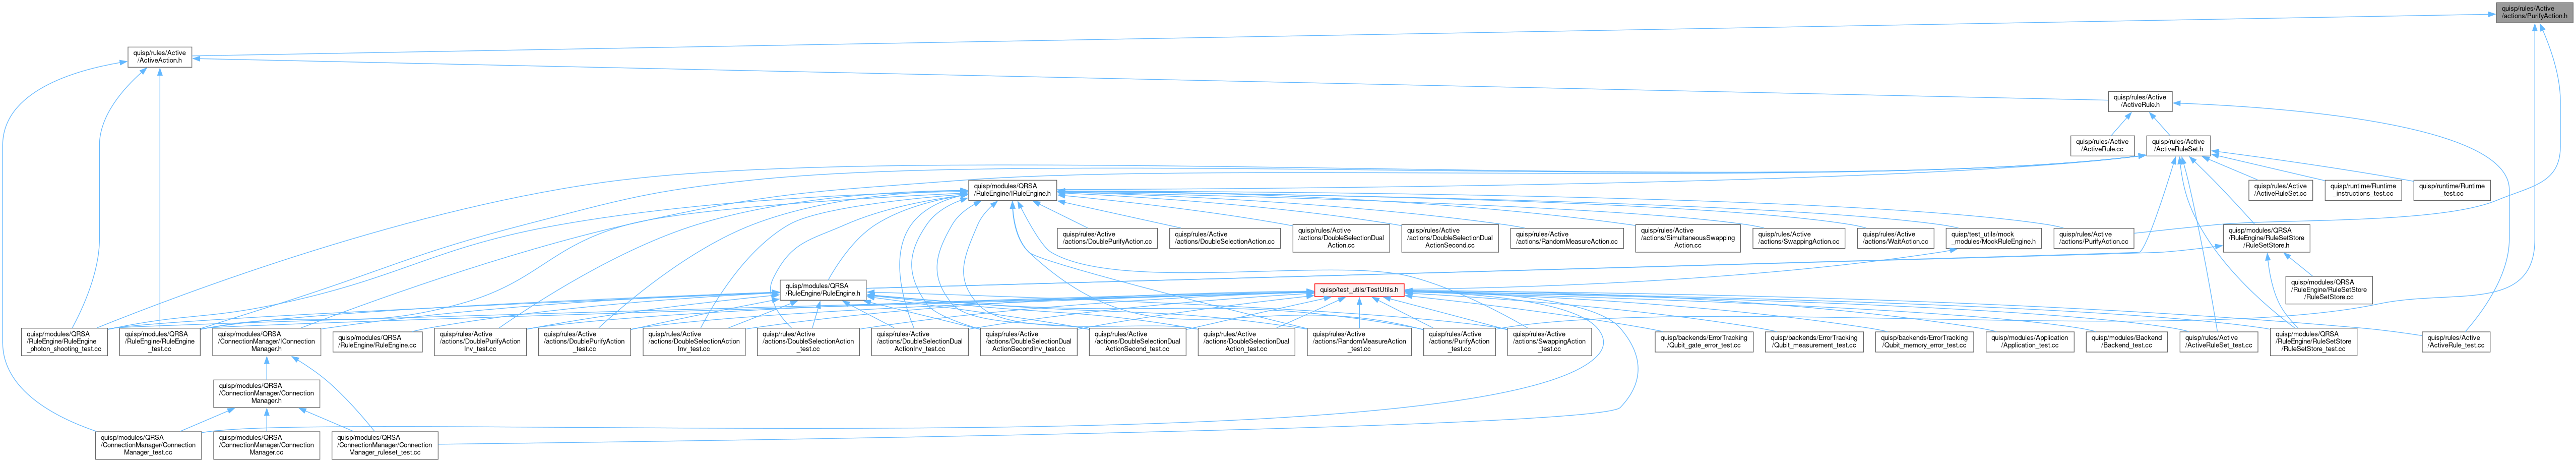 quisp/rules/Active
/actions/PurifyAction.h
quisp/rules/Active
/ActiveAction.h
quisp/rules/Active
/ActiveRule.h
quisp/rules/Active
/ActiveRule.cc
quisp/rules/Active
/ActiveRuleSet.h
quisp/modules/QRSA
/RuleEngine/IRuleEngine.h
quisp/rules/Active
/ActiveRuleSet.cc
quisp/runtime/Runtime
_instructions_test.cc
quisp/runtime/Runtime
_test.cc
quisp/rules/Active
/actions/DoublePurifyAction.cc
quisp/rules/Active
/actions/DoubleSelectionAction.cc
quisp/rules/Active
/actions/DoubleSelectionDual
Action.cc
quisp/rules/Active
/actions/DoubleSelectionDual
ActionSecond.cc
quisp/rules/Active
/actions/RandomMeasureAction.cc
quisp/rules/Active
/actions/SimultaneousSwapping
Action.cc
quisp/rules/Active
/actions/SwappingAction.cc
quisp/rules/Active
/actions/WaitAction.cc
quisp/test_utils/mock
_modules/MockRuleEngine.h
quisp/rules/Active
/actions/PurifyAction.cc
quisp/modules/QRSA
/RuleEngine/RuleSetStore
/RuleSetStore.h
quisp/modules/QRSA
/RuleEngine/RuleEngine.h
quisp/test_utils/TestUtils.h
quisp/modules/QRSA
/RuleEngine/RuleSetStore
/RuleSetStore.cc
quisp/modules/QRSA
/RuleEngine/RuleEngine
_photon_shooting_test.cc
quisp/modules/QRSA
/RuleEngine/RuleEngine
_test.cc
quisp/modules/QRSA
/ConnectionManager/IConnection
Manager.h
quisp/modules/QRSA
/RuleEngine/RuleEngine.cc
quisp/rules/Active
/actions/DoublePurifyAction
Inv_test.cc
quisp/rules/Active
/actions/DoublePurifyAction
_test.cc
quisp/rules/Active
/actions/DoubleSelectionAction
Inv_test.cc
quisp/rules/Active
/actions/DoubleSelectionAction
_test.cc
quisp/rules/Active
/actions/DoubleSelectionDual
ActionInv_test.cc
quisp/rules/Active
/actions/DoubleSelectionDual
ActionSecondInv_test.cc
quisp/rules/Active
/actions/DoubleSelectionDual
ActionSecond_test.cc
quisp/rules/Active
/actions/DoubleSelectionDual
Action_test.cc
quisp/rules/Active
/actions/RandomMeasureAction
_test.cc
quisp/rules/Active
/actions/PurifyAction
_test.cc
quisp/rules/Active
/actions/SwappingAction
_test.cc
quisp/backends/ErrorTracking
/Qubit_gate_error_test.cc
quisp/backends/ErrorTracking
/Qubit_measurement_test.cc
quisp/backends/ErrorTracking
/Qubit_memory_error_test.cc
quisp/modules/Application
/Application_test.cc
quisp/modules/Backend
/Backend_test.cc
quisp/rules/Active
/ActiveRuleSet_test.cc
quisp/modules/QRSA
/RuleEngine/RuleSetStore
/RuleSetStore_test.cc
quisp/rules/Active
/ActiveRule_test.cc
quisp/modules/QRSA
/ConnectionManager/Connection
Manager.h
quisp/modules/QRSA
/ConnectionManager/Connection
Manager_test.cc
quisp/modules/QRSA
/ConnectionManager/Connection
Manager.cc
quisp/modules/QRSA
/ConnectionManager/Connection
Manager_ruleset_test.cc